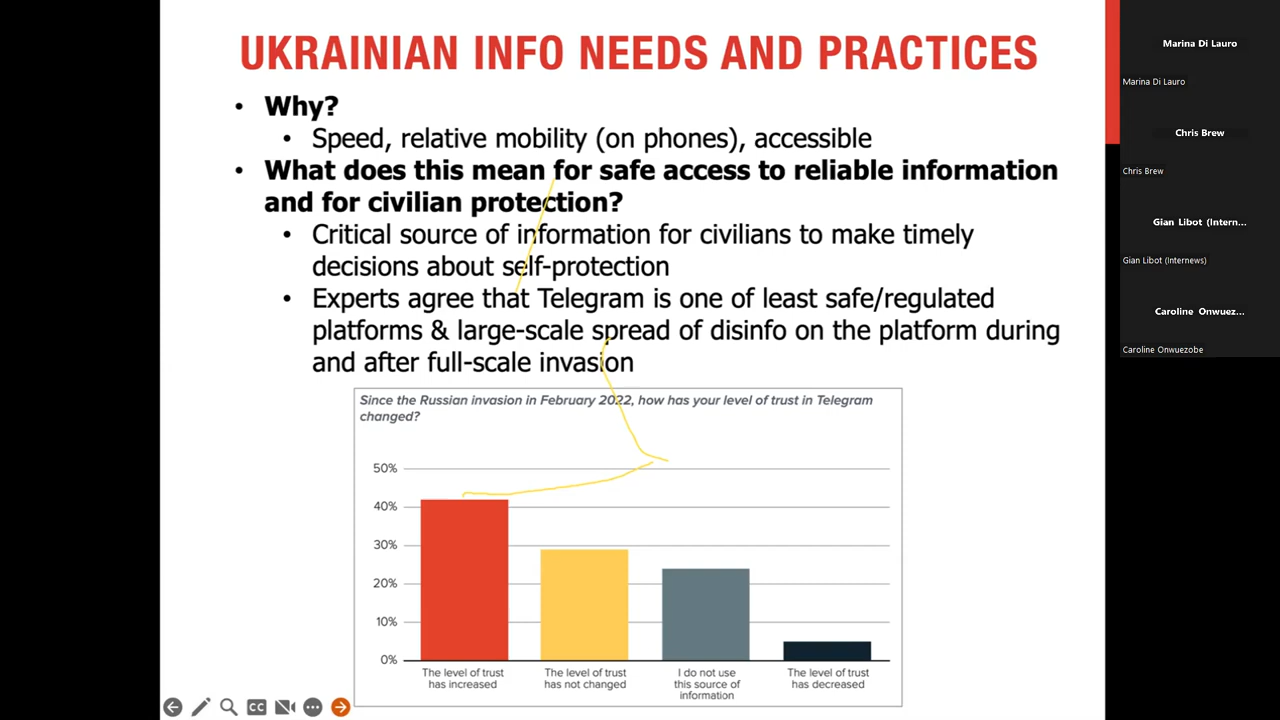 UKRAINIAN INFO NEEDS AND PRACTICES
• Why?
• Speed, relative mobility (on phones), accessible
• What does this mean for safe access to reliable information
and for civilian protection?
• Critical source of information for civilians to make timely
decisions about self-protection
• Experts agree that Telegram is one of least safe/regulated
platforms & large-scale spread of disinfo on the platform during
and after full-scale invasion
Since the Russian invasion in February 2022, how has your level of trust in Telegram
changed?
50%
40%
30%
20%
10%
0%
The level of trust
has increased
The level of trust
has not changed
I do not use
this source of
information
The level of trust
has decreased
CC
Marina Di Lauro
Marina Di Lauro
Chris Brew
Chris Brew
Gian Libot (Intern...
Gian Libot (Internews)
Caroline Onwuez...
Caroline Onwuezobe